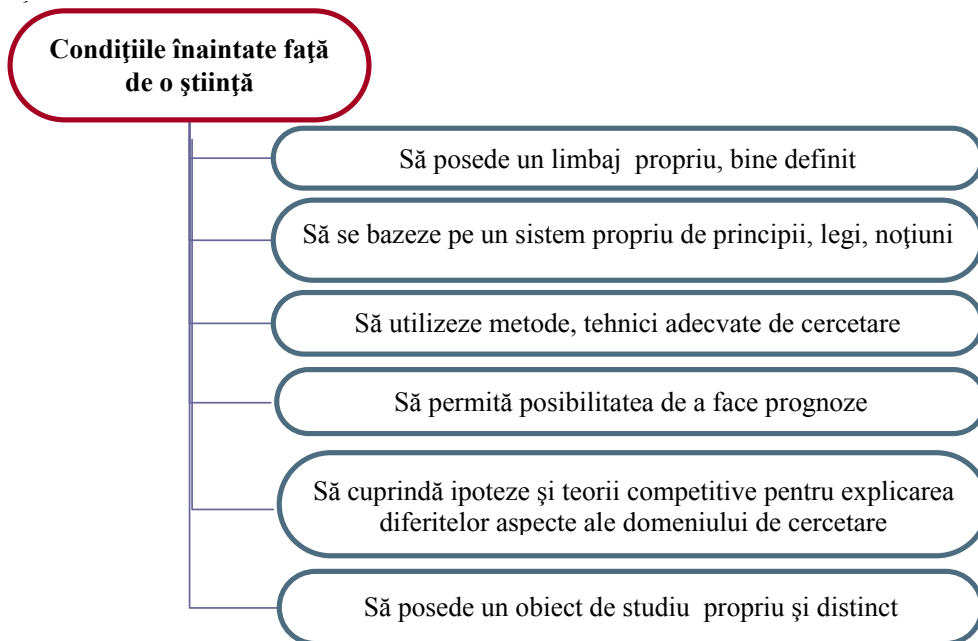 Condiţiile înaintate faţă
de o ştiinţă
Să posede un limbaj propriu, bine definit
Să se bazeze pe un sistem propriu de principii, legi, noţiuni
Să utilizeze metode, tehnici adecvate de cercetare
Să permită posibilitatea de a face prognoze
Să cuprindă ipoteze şi teorii competitive pentru explicarea
diferitelor aspecte ale domeniului de cercetare
Să posede un obiect de studiu propriu şi distinct